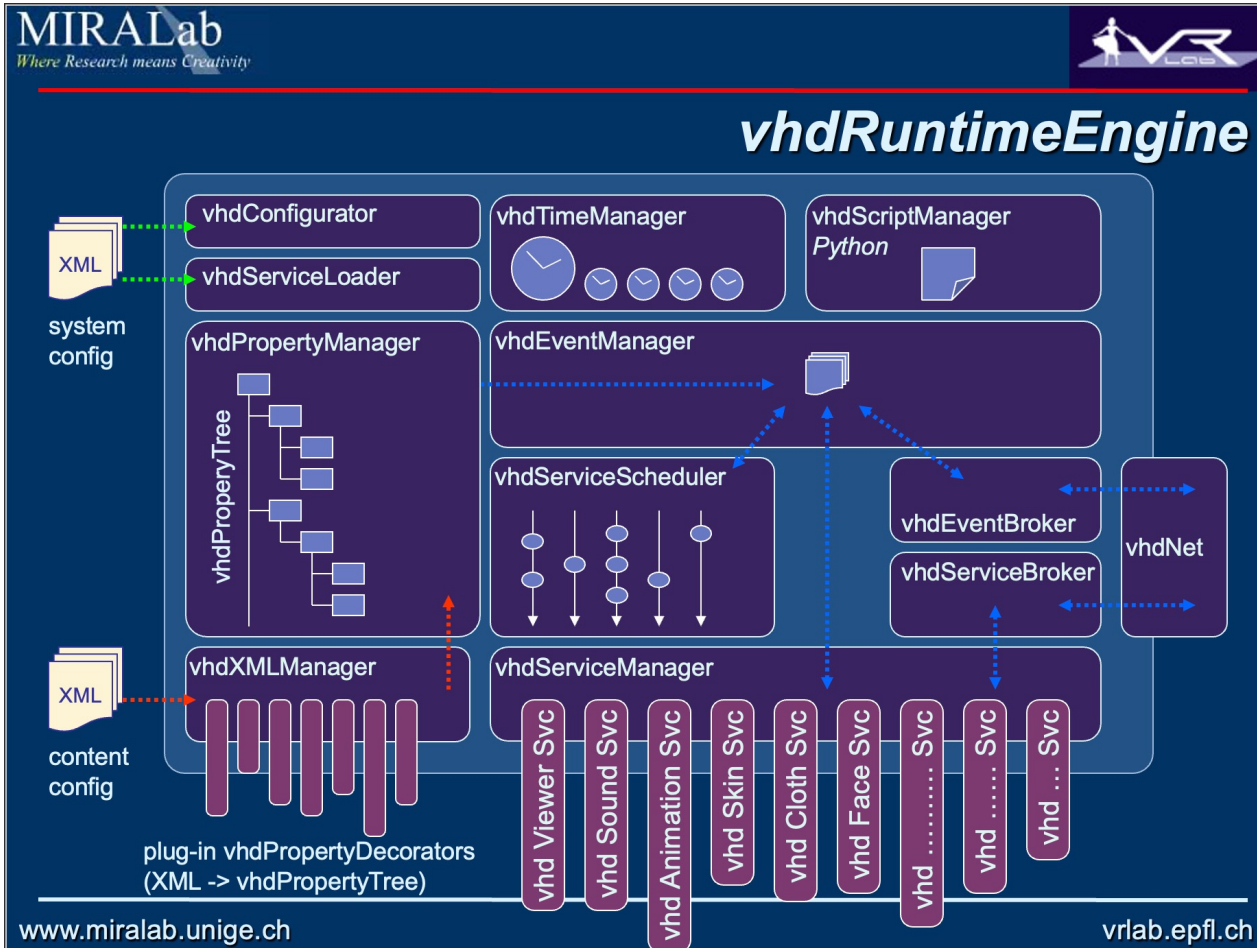 MIRALab
Where Research means Creativity
VR
Lab
vhdRuntimeEngine
XML
system
config
vhdConfigurator
vhdServiceLoader
vhdTimeManager
vhdScriptManager
Python
vhdPropertyManager
vhdProperyTree
vhdEventManager
vhdServiceScheduler
vhdEventBroker
vhdServiceBroker
vhdNet
XML
content
config
vhdXMLManager
vhdServiceManager
vhd Viewer Svc
vhd Sound Svc
vhd Animation Svc
vhd Skin Svc
vhd Cloth Svc
vhd Face Svc
vhd .......... Svc
vhd ....... Svc
vhd ... Svc
plug-in vhdPropertyDecorators
(XML -> vhdPropertyTree)
www.miralab.unige.ch
vrlab.epfl.ch